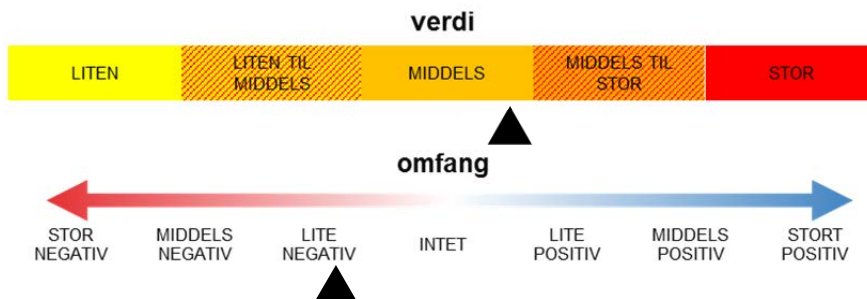 verdi
LITEN
LITEN TIL
MIDDELS
MIDDELS
MIDDELS TIL
STOR
STOR
omfang
STOR
NEGATIV
MIDDELS
NEGATIV
LITE
NEGATIV
INTET
LITE
POSITIV
MIDDELS
POSITIV
STORT
POSITIV